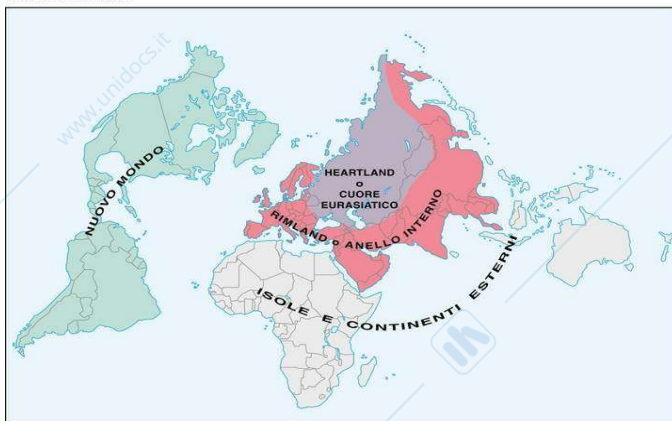 www.unidocs.it
NUOVO MONDO
HEARTLAND
o
CUORE
EURASIATICO
RIMLAND o ANELLO INTERNO
ISOLE E CONTINENTI ESTERNI